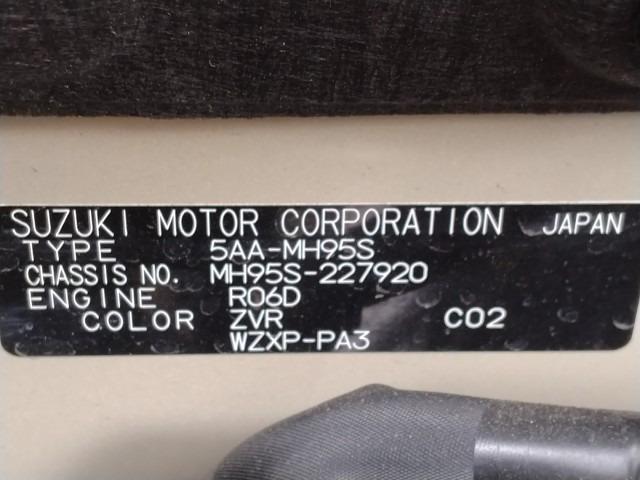 SUZUKI MOTOR CORPORATION JAPAN
TYPE 5AA-MH95S
CHASSIS NO. MH95S-227920
ENGINE R06D
COLOR ZVR C02
WZXP-PA3